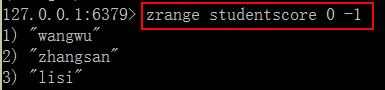 127.0.0.1:6379> zrange studentscore 0 -1
1) "wangwu"
2) "zhangsan"
3) "lisi"